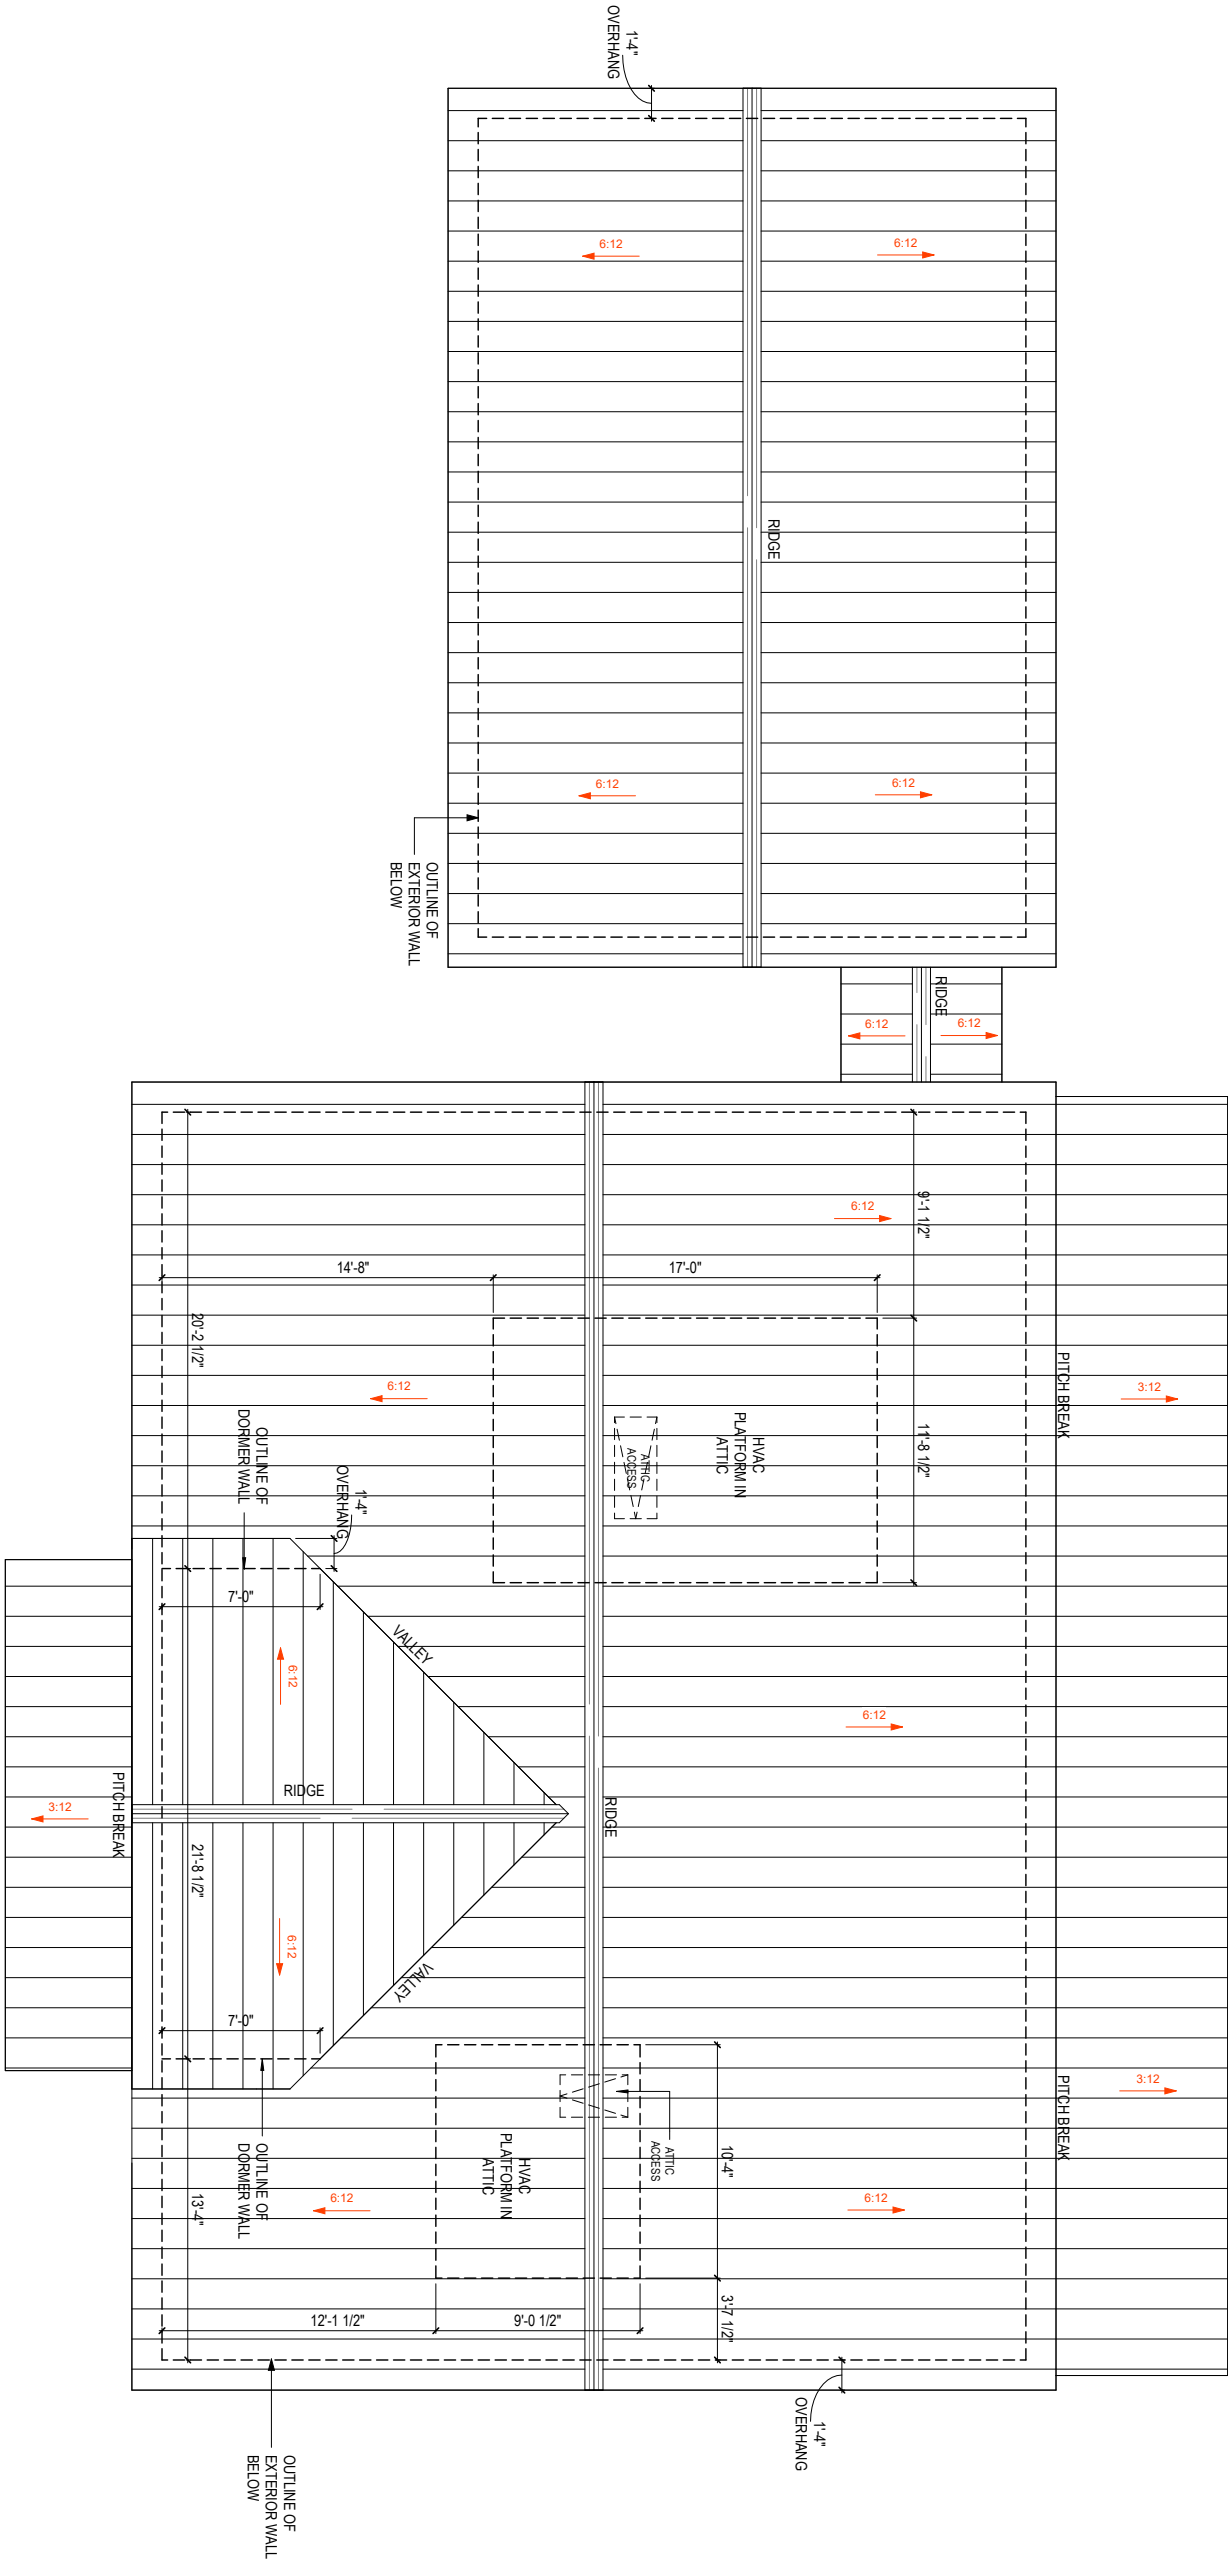 1'-4"
OVERHANG
6:12
6:12
RIDGE
6:12
6:12
OUTLINE OF
EXTERIOR WALL
BELOW
RIDGE
6:12
6:12
9'-1 1/2"
6:12
14'-8"
17'-0"
20'-2 1/2"
PITCH BREAK
6:12
3:12
OUTLINE OF
DORMER WALL
HVAC
PLATFORM IN
ATTIC
11'-8 1/2"
ATTIC
ACCESS
1'-4"
OVERHANG
7'-0"
VALLEY
6:12
6:12
RIDGE
RIDGE
PITCH BREAK
3:12
21'-8 1/2"
6:12
VALLEY
7'-0"
PITCH BREAK
3:12
OUTLINE OF
DORMER WALL
HVAC
PLATFORM IN
ATTIC
ATTIC
ACCESS
10'-4"
13'-4"
6:12
6:12
12'-1 1/2"
9'-0 1/2"
3'-7 1/2"
1'-4"
OVERHANG
OUTLINE OF
EXTERIOR WALL
BELOW